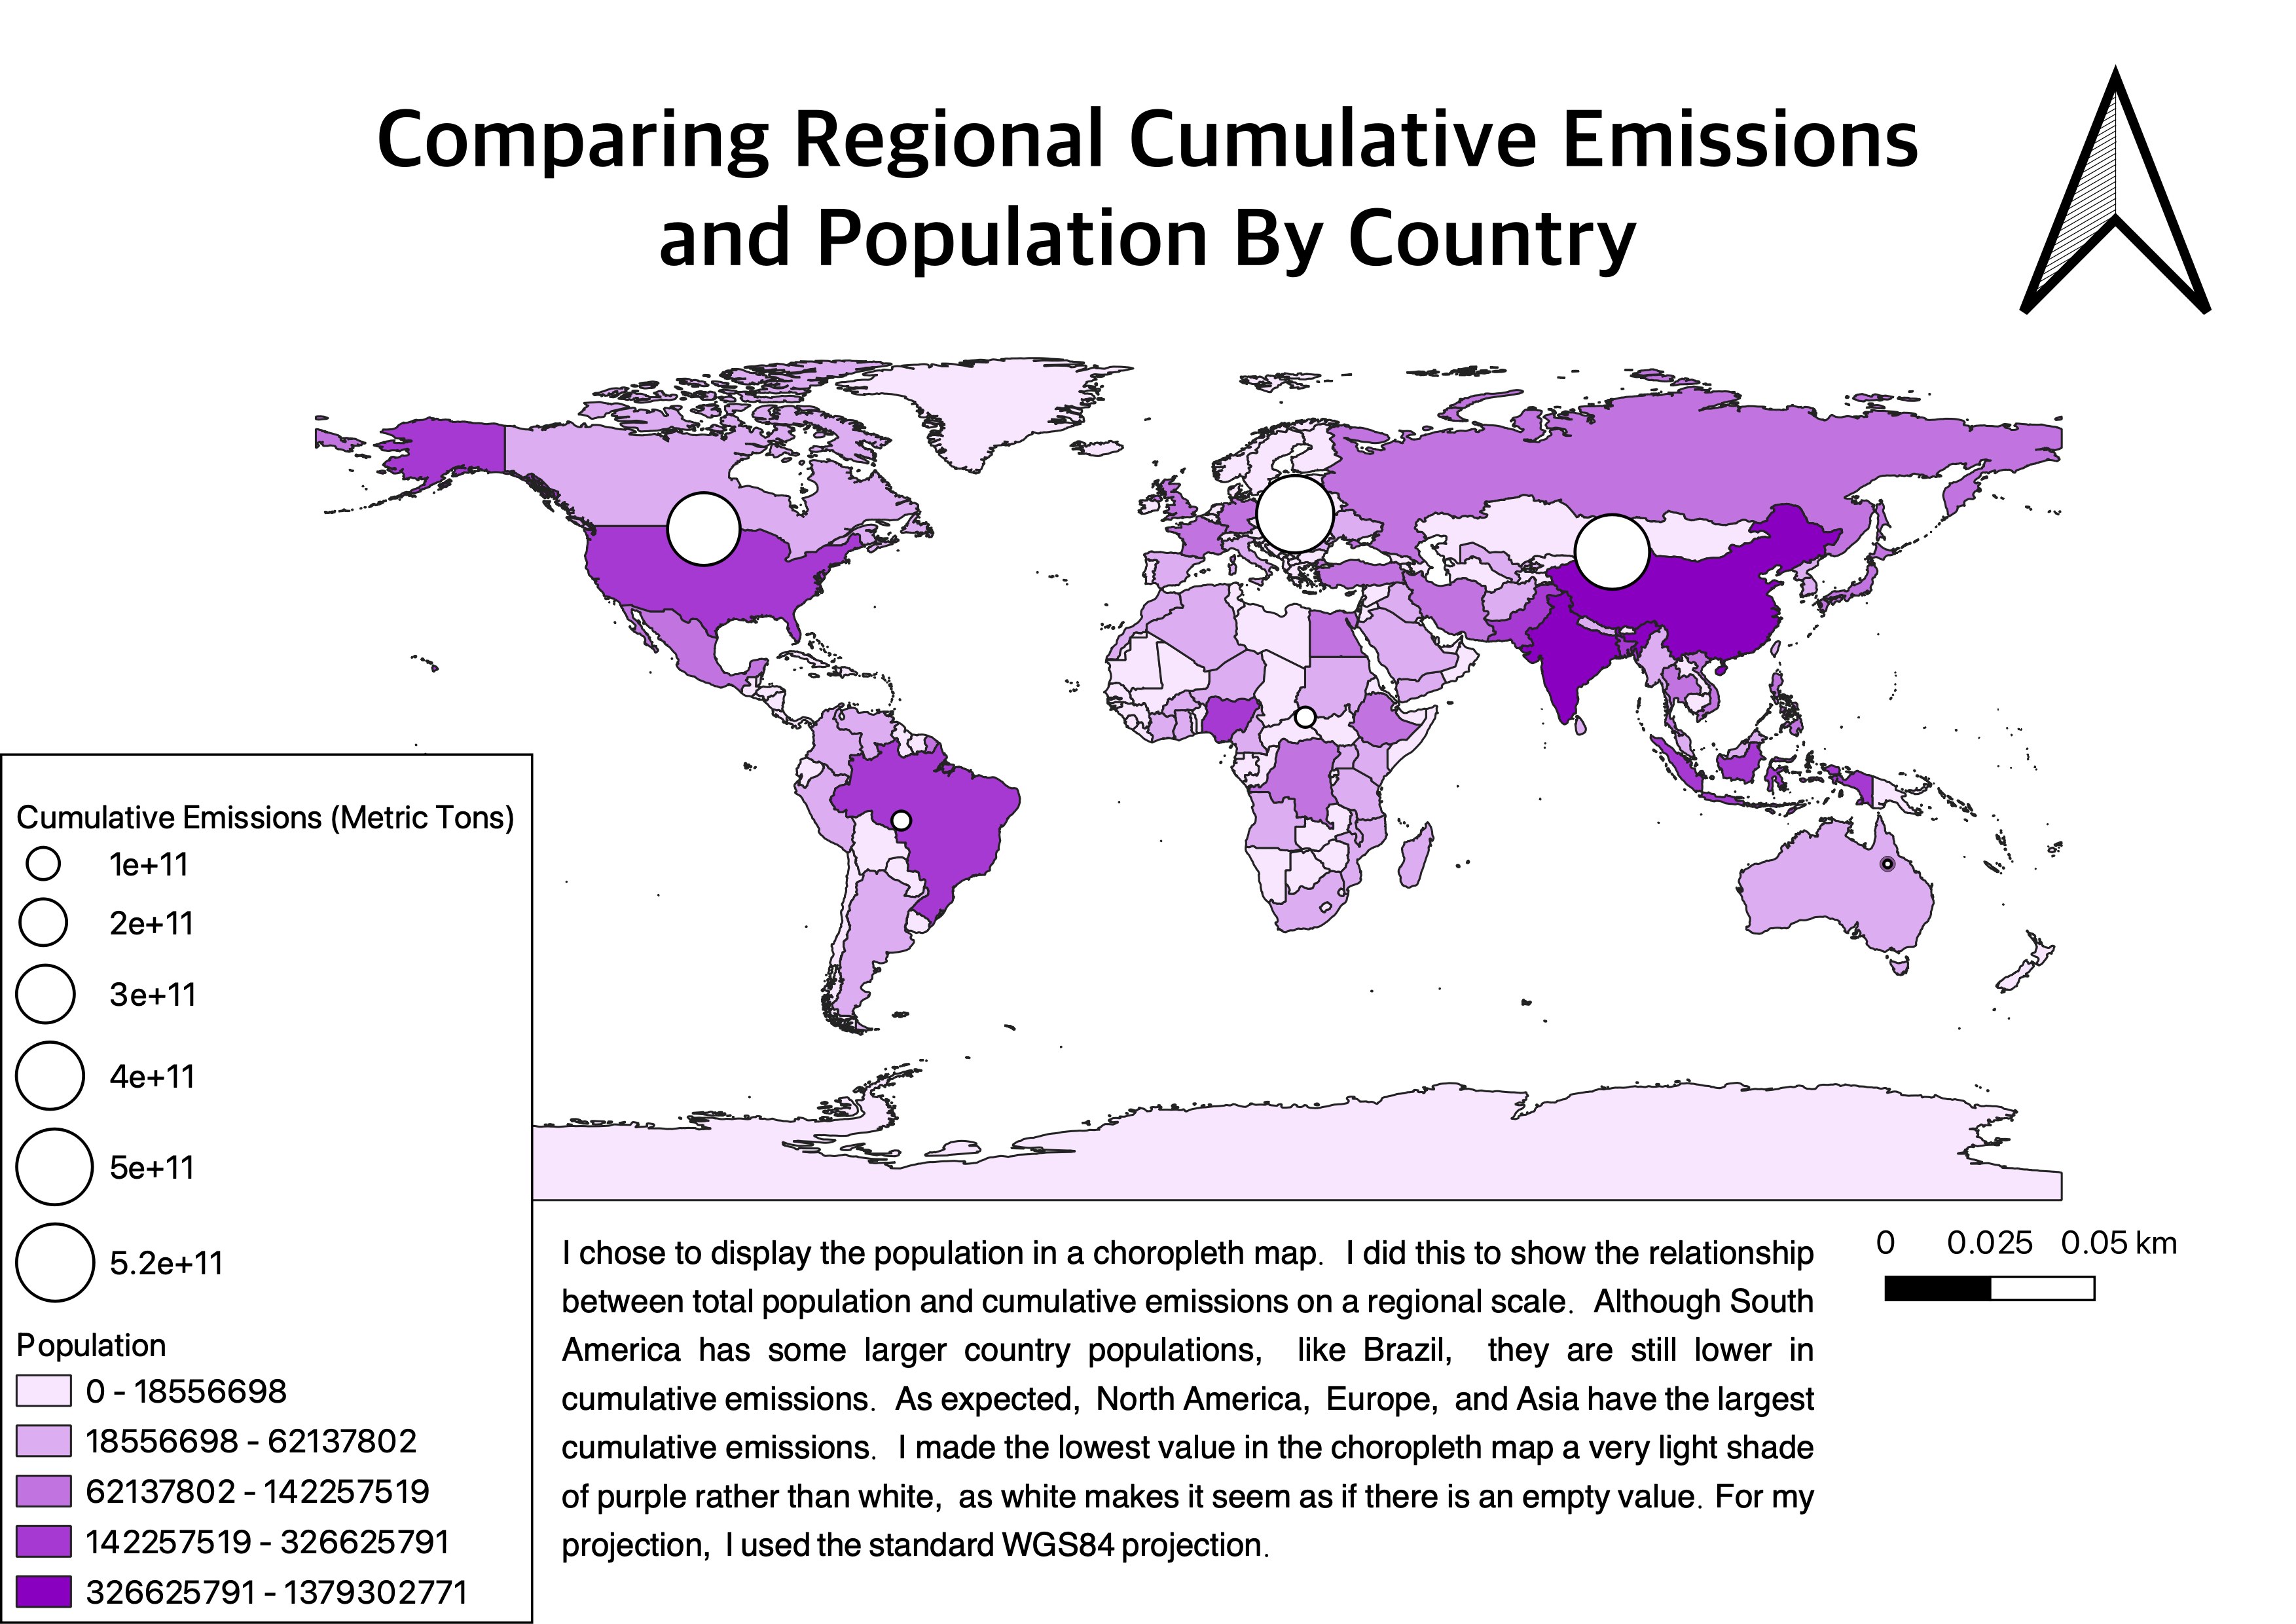 Comparing Regional Cumulative Emissions
and Population By Country
Cumulative Emissions (Metric Tons)
1e+11
2e+11
3e+11
4e+11
5e+11
5.2e+11
Population
0 - 18556698
18556698 - 62137802
62137802 - 142257519
142257519 - 326625791
326625791 - 1379302771
I chose to display the population in a choropleth map. I did this to show the relationship
between total population and cumulative emissions on a regional scale. Although South
America has some larger country populations, like Brazil, they are still lower in
cumulative emissions. As expected, North America, Europe, and Asia have the largest
cumulative emissions. I made the lowest value in the choropleth map a very light shade
of purple rather than white, as white makes it seem as if there is an empty value. For my
projection, I used the standard WGS84 projection.
0 0.025 0.05 km